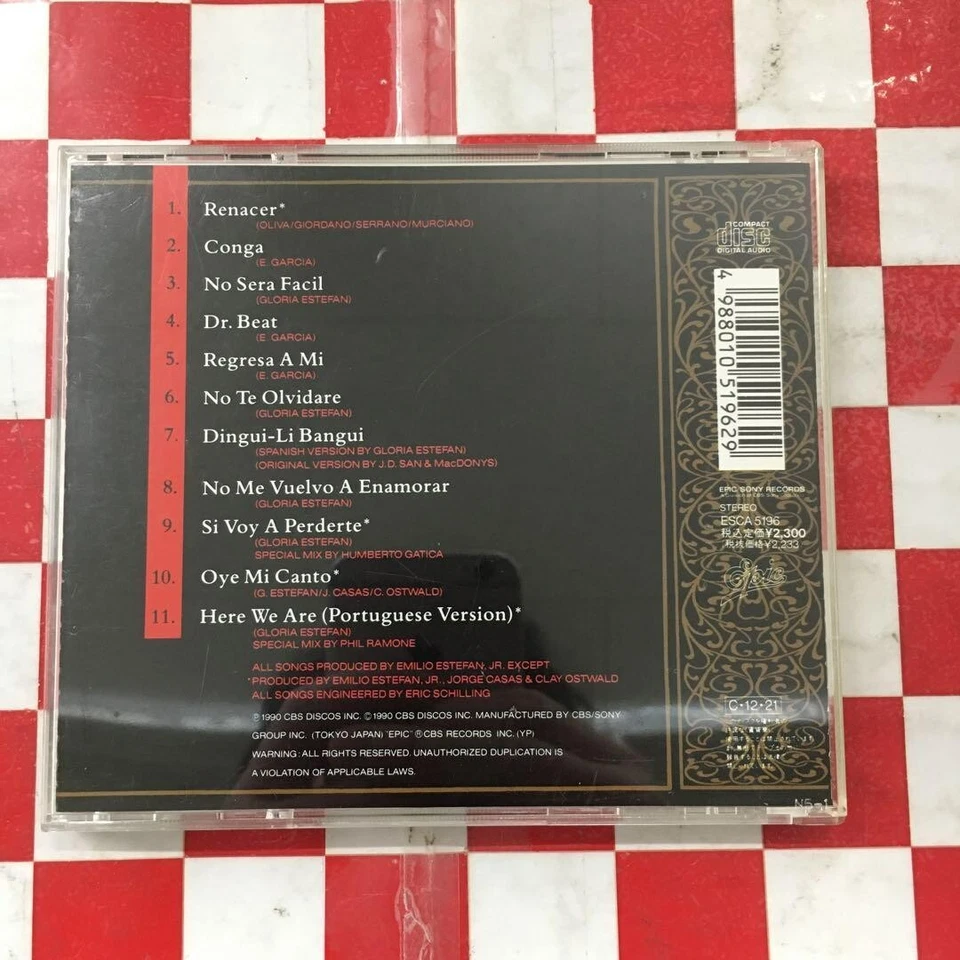 1. Renacer*
(OLIVA/GIORDANO/SERRANO/MURCIANO)
2. Conga
(E. GARCIA)
3. No Sera Facil
(GLORIA ESTEFAN)
4. Dr. Beat
(E. GARCIA)
5. Regresa A Mi
(E. GARCIA)
6. No Te Olvidare
(GLORIA ESTEFAN)
7. Dingui-Li Bangui
(SPANISH VERSION BY GLORIA ESTEFAN)
(ORIGINAL VERSION BY J.D. SAN & MacDONYS)
8. No Me Vuelvo A Enamorar
(GLORIA ESTEFAN)
9. Si Voy A Perderte*
(GLORIA ESTEFAN)
SPECIAL MIX BY HUMBERTO GATICA
10. Oye Mi Canto*
(G. ESTEFAN/J. CASAS/C. OSTWALD)
11. Here We Are (Portuguese Version)*
(GLORIA ESTEFAN)
SPECIAL MIX BY PHIL RAMONE
ALL SONGS PRODUCED BY EMILIO ESTEFAN, JR. EXCEPT
*PRODUCED BY EMILIO ESTEFAN, JR., JORGE CASAS & CLAY OSTWALD
ALL SONGS ENGINEERED BY ERIC SCHILLING
℗1990 CBS DISCOS INC. ©1990 CBS DISCOS INC. MANUFACTURED BY CBS/SONY
GROUP INC. (TOKYO JAPAN) "EPIC" ® CBS RECORDS INC. (YP)
WARNING: ALL RIGHTS RESERVED. UNAUTHORIZED DUPLICATION IS
A VIOLATION OF APPLICABLE LAWS.
COMPACT
disc
DIGITAL AUDIO
4 988010 519629
EPIC/SONY RECORDS
STEREO
ESCA 5196
税込定価¥2,300
(税抜価格¥2,233)
Epic
C-12·21
N5-1